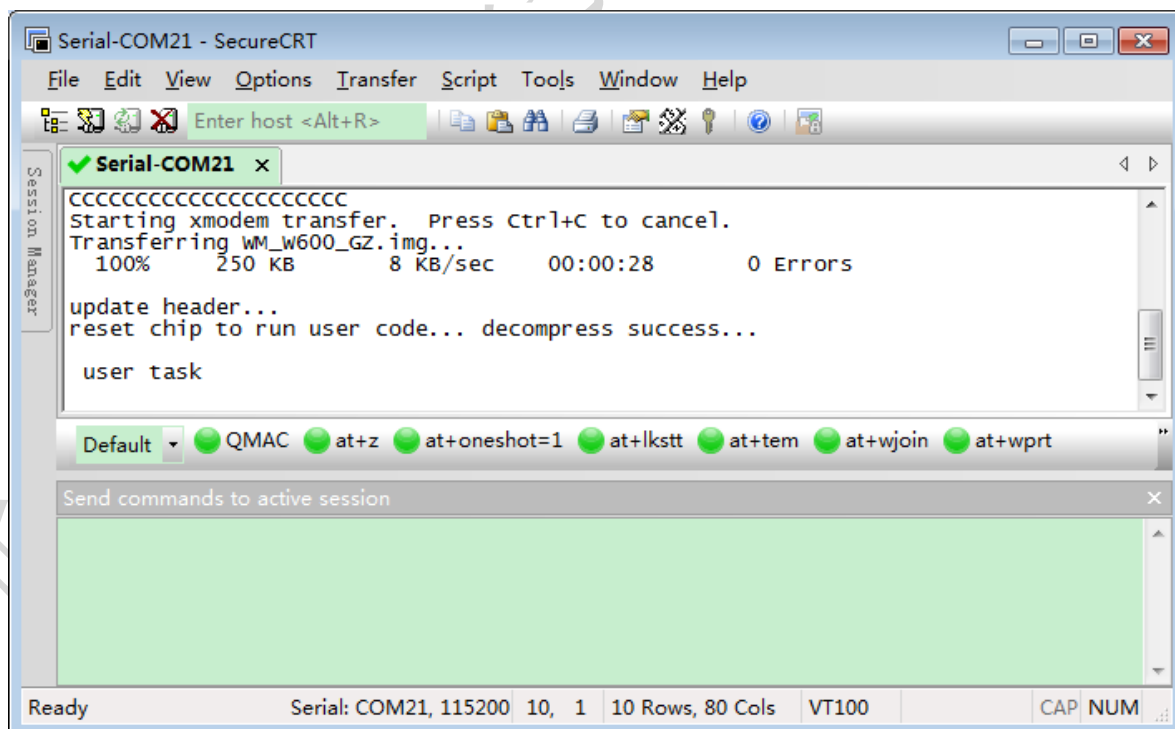 Serial-COM21 - SecureCRT
File Edit View Options Transfer Script Tools Window Help
Enter host <Alt+R>
Session Manager
Serial-COM21 x
CCCCCCCCCCCCCCCCCCCCCC
Starting xmodem transfer.  Press Ctrl+C to cancel.
Transferring WM_W600_GZ.img...
100%     250 KB       8 KB/sec    00:00:28       0 Errors
update header...
reset chip to run user code... decompress success...
user task
Default QMAC at+z at+oneshot=1 at+lkstt at+tem at+wjoin at+wprt
Send commands to active session
Ready Serial: COM21, 115200 10, 1 10 Rows, 80 Cols VT100 CAP NUM